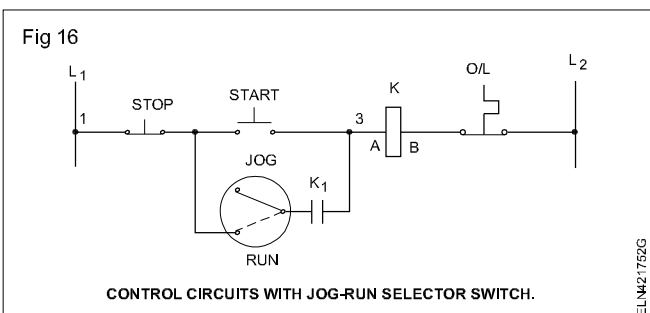 Fig 16
L1
L2
O/L
K
START
STOP
1
3
A
B
JOG
K1
RUN
CONTROL CIRCUITS WITH JOG-RUN SELECTOR SWITCH.
ELN421752G